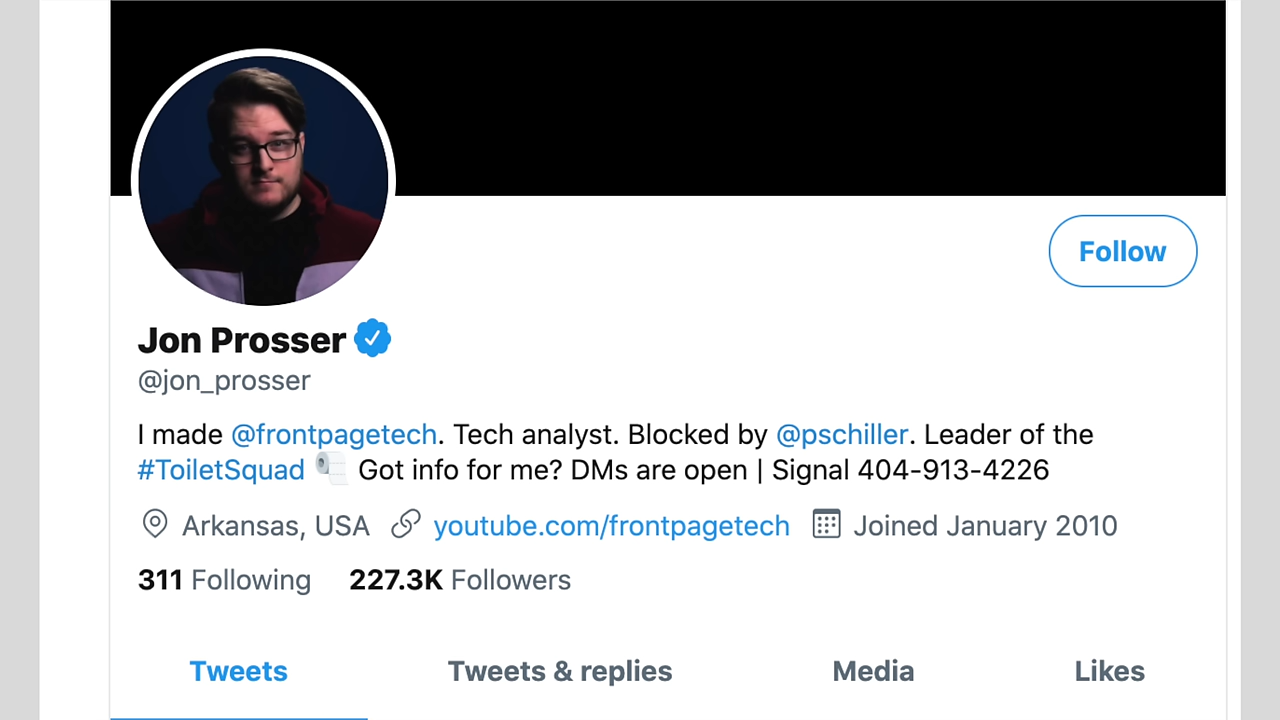 Follow
Jon Prosser
@jon_prosser
I made @frontpagetech. Tech analyst. Blocked by @pschiller. Leader of the
#ToiletSquad 🧻 Got info for me? DMs are open | Signal 404-913-4226
Arkansas, USA youtube.com/frontpagetech Joined January 2010
311 Following 227.3K Followers
Tweets Tweets & replies Media Likes